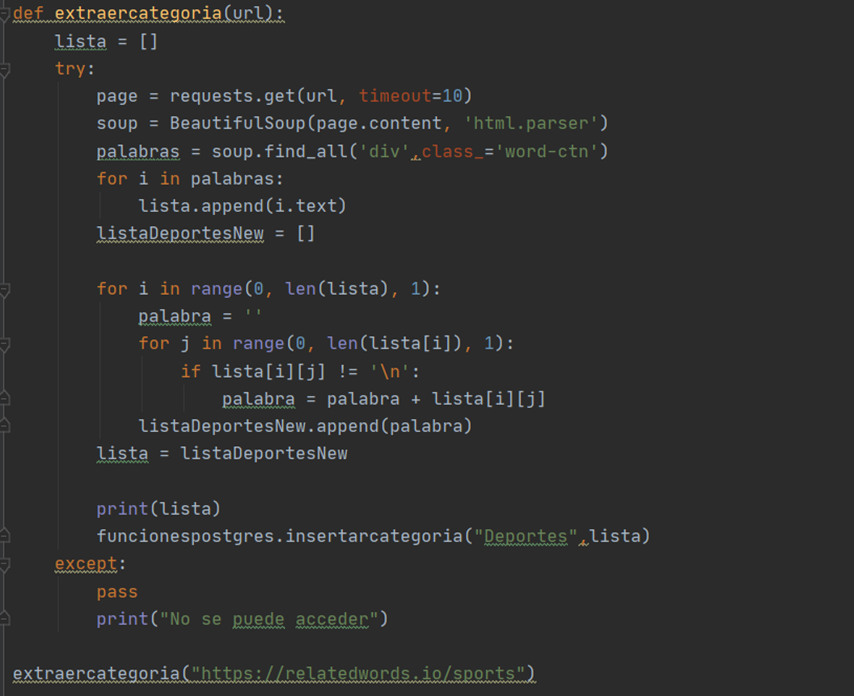 def extraercategoria(url):
    lista = []
    try:
        page = requests.get(url, timeout=10)
        soup = BeautifulSoup(page.content, 'html.parser')
        palabras = soup.find_all('div',class_='word-ctn')
        for i in palabras:
            lista.append(i.text)
        listaDeportesNew = []

        for i in range(0, len(lista), 1):
            palabra = ''
            for j in range(0, len(lista[i]), 1):
                if lista[i][j] != '\n':
                    palabra = palabra + lista[i][j]
            listaDeportesNew.append(palabra)
        lista = listaDeportesNew

        print(lista)
        funcionespostgres.insertarcategoria("Deportes",lista)
    except:
        pass
        print("No se puede acceder")

extraercategoria("https://relatedwords.io/sports")